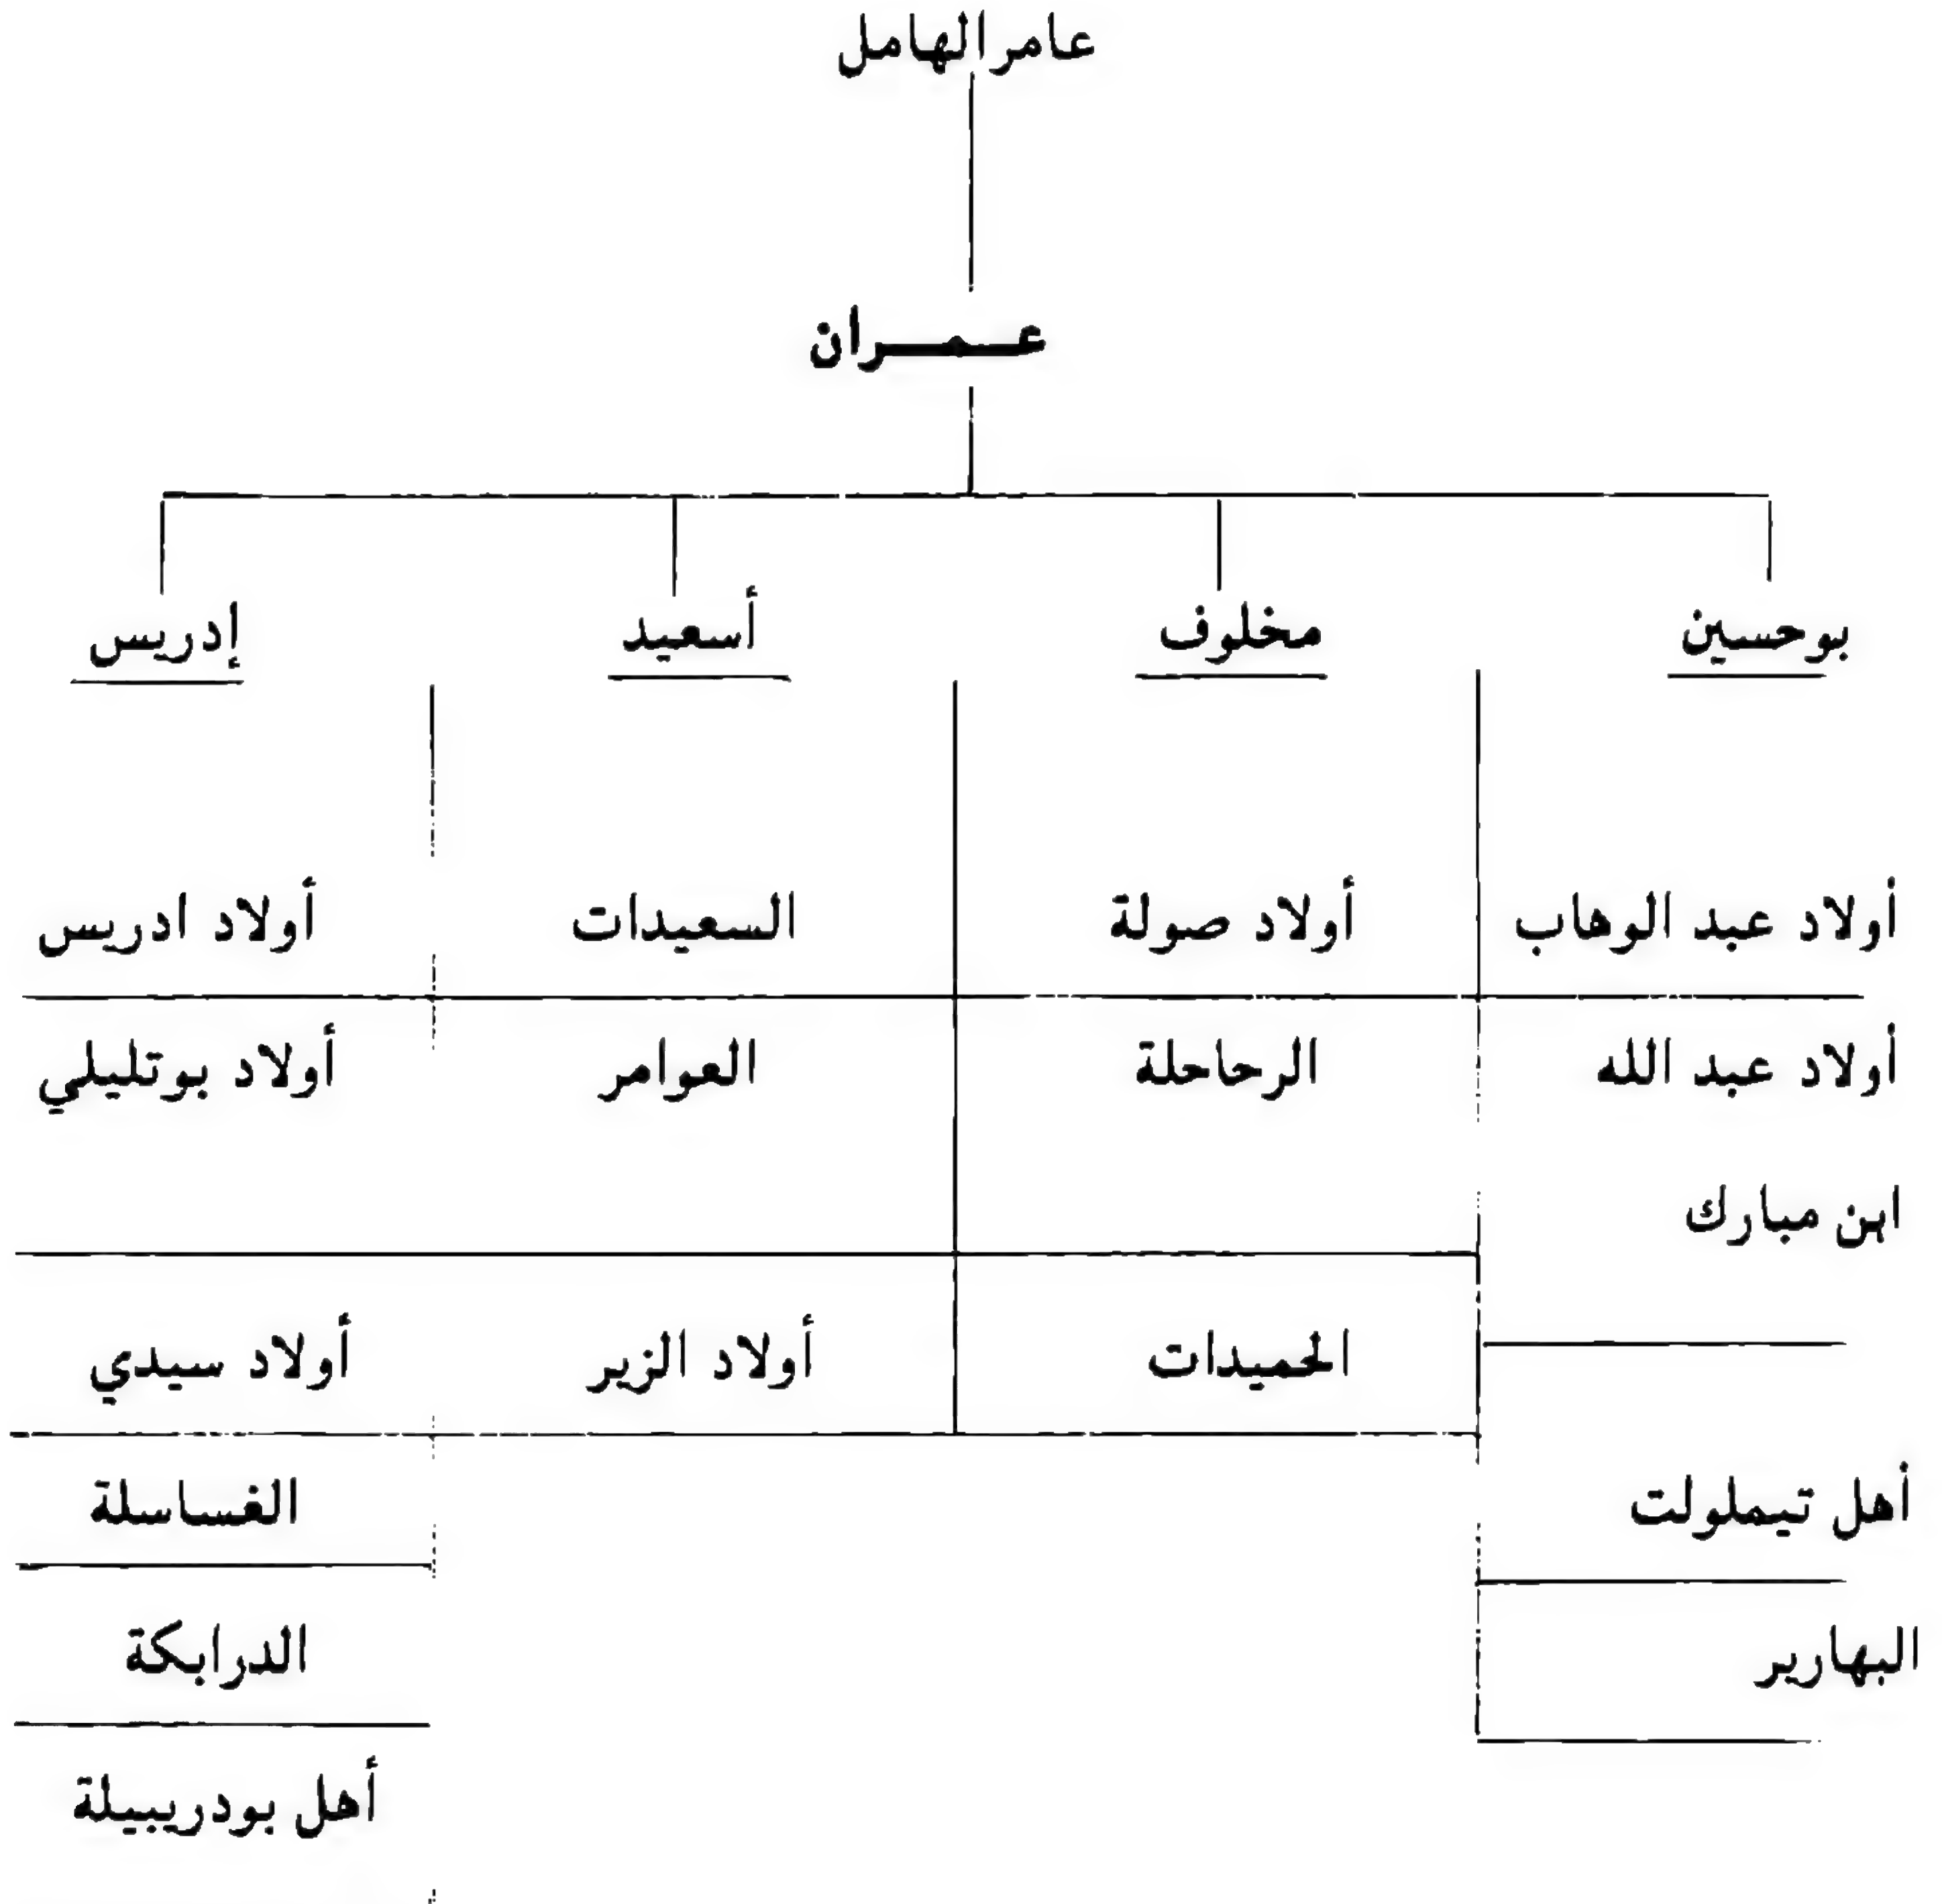 عامر الهامل
عمران
بوحسين مخلوف أسعيد إدريس
أولاد عبد الوهاب أولاد صولة السعيدات أولاد ادريس
أولاد عبد الله الرحاحلة العوامر أولاد بوتليلي
ابن مبارك
الحميدات أولاد الزبر أولاد سيدي
أهل تيملولت الغساسلة
البهارير الدرابكة
أهل بودريبيلة